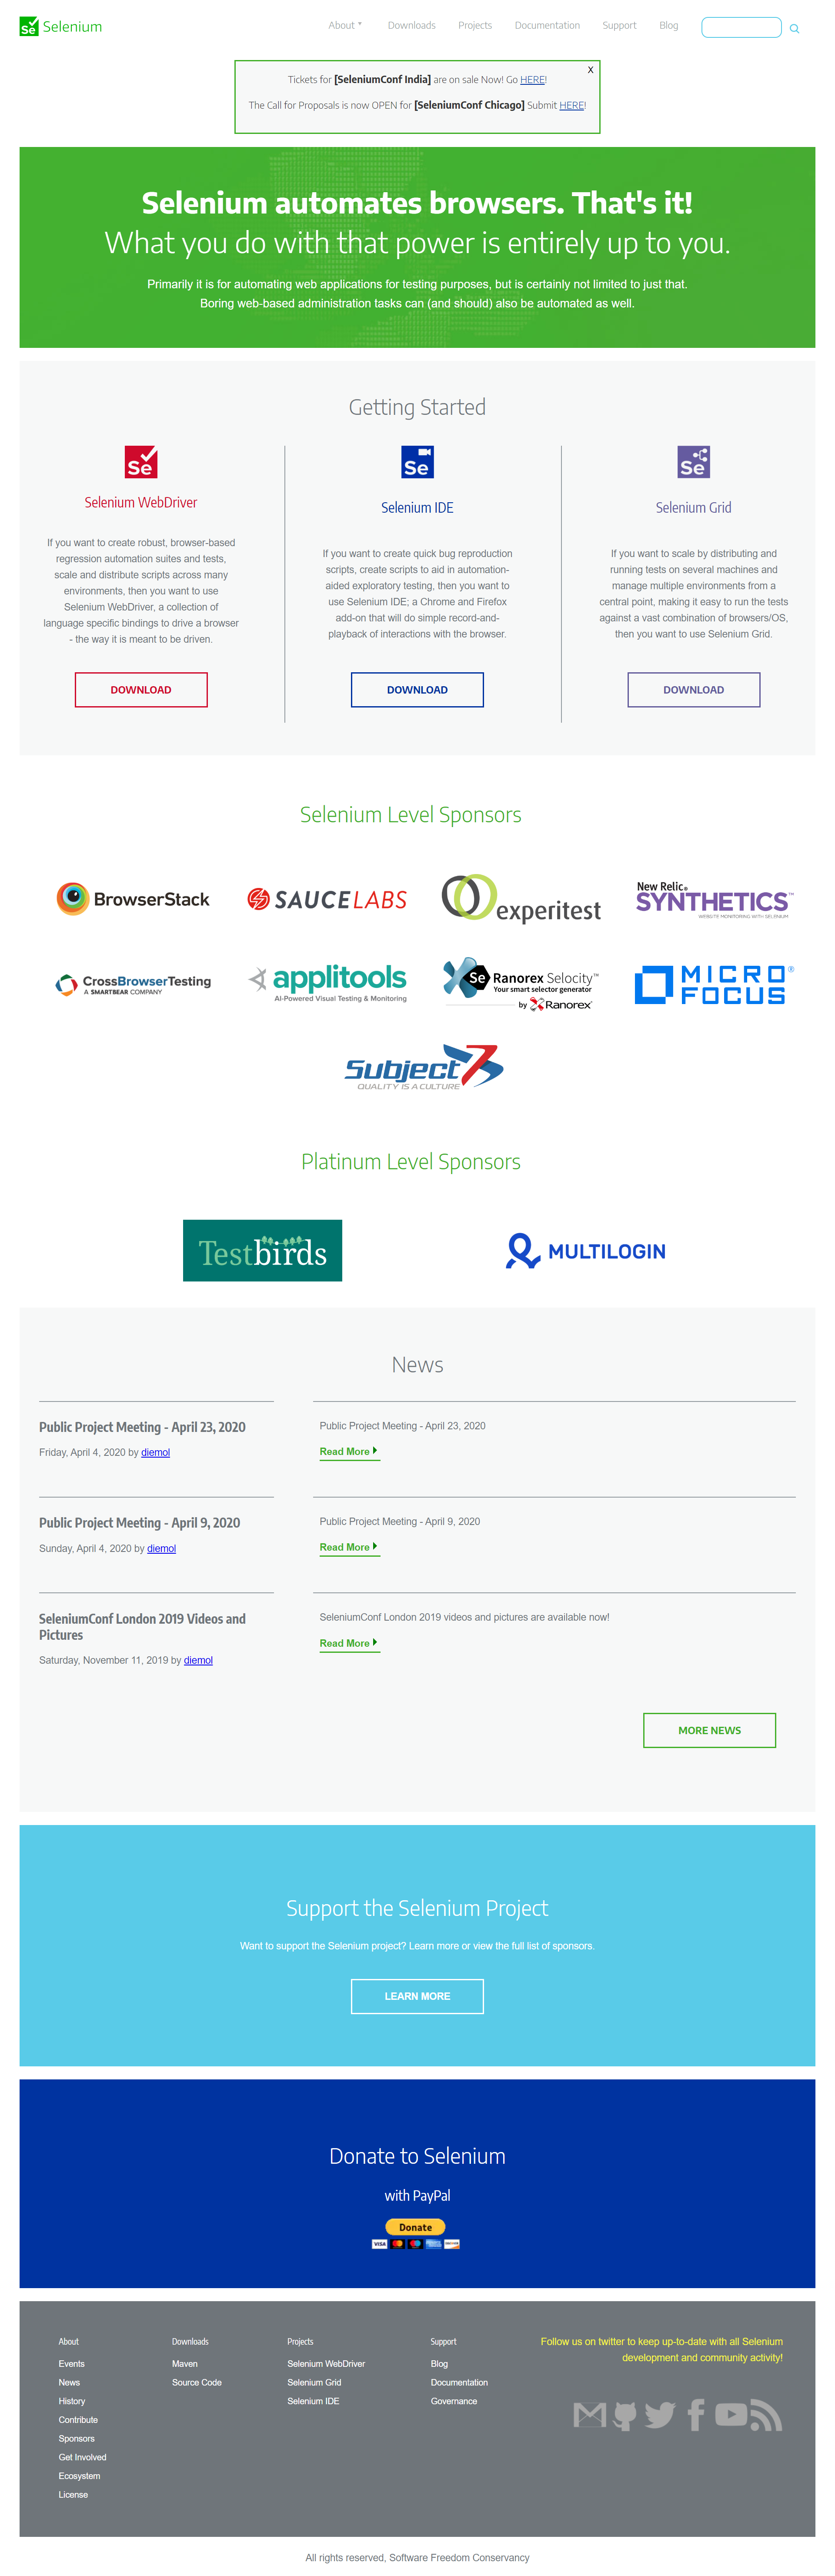 Se Selenium
About Downloads Projects Documentation Support Blog
X
Tickets for [SeleniumConf India] are on sale Now! Go HERE!
The Call for Proposals is now OPEN for [SeleniumConf Chicago] Submit HERE!
Selenium automates browsers. That's it!
What you do with that power is entirely up to you.
Primarily it is for automating web applications for testing purposes, but is certainly not limited to just that.
Boring web-based administration tasks can (and should) also be automated as well.
Getting Started
Se
Selenium WebDriver
If you want to create robust, browser-based
regression automation suites and tests,
scale and distribute scripts across many
environments, then you want to use
Selenium WebDriver, a collection of
language specific bindings to drive a browser
- the way it is meant to be driven.
DOWNLOAD
Se
Selenium IDE
If you want to create quick bug reproduction
scripts, create scripts to aid in automation-
aided exploratory testing, then you want to
use Selenium IDE; a Chrome and Firefox
add-on that will do simple record-and-
playback of interactions with the browser.
DOWNLOAD
Se
Selenium Grid
If you want to scale by distributing and
running tests on several machines and
manage multiple environments from a
central point, making it easy to run the tests
against a vast combination of browsers/OS,
then you want to use Selenium Grid.
DOWNLOAD
Selenium Level Sponsors
BrowserStack
SAUCELABS
experitest
New Relic®
SYNTHETICS™
WEBSITE MONITORING WITH SELENIUM
CrossBrowserTesting
A SMARTBEAR COMPANY
applitools
AI-Powered Visual Testing & Monitoring
Se Ranorex Selocity™
Your smart selector generator
by Ranorex®
MICRO®
FOCUS
Subject7
QUALITY IS A CULTURE
Platinum Level Sponsors
Testbirds
MULTILOGIN
News
Public Project Meeting - April 23, 2020
Friday, April 4, 2020 by diemol
Public Project Meeting - April 23, 2020
Read More
Public Project Meeting - April 9, 2020
Sunday, April 4, 2020 by diemol
Public Project Meeting - April 9, 2020
Read More
SeleniumConf London 2019 Videos and
Pictures
Saturday, November 11, 2019 by diemol
SeleniumConf London 2019 videos and pictures are available now!
Read More
MORE NEWS
Support the Selenium Project
Want to support the Selenium project? Learn more or view the full list of sponsors.
LEARN MORE
Donate to Selenium
with PayPal
Donate
VISA
About
Events
News
History
Contribute
Sponsors
Get Involved
Ecosystem
License
Downloads
Maven
Source Code
Projects
Selenium WebDriver
Selenium Grid
Selenium IDE
Support
Blog
Documentation
Governance
Follow us on twitter to keep up-to-date with all Selenium
development and community activity!
All rights reserved, Software Freedom Conservancy